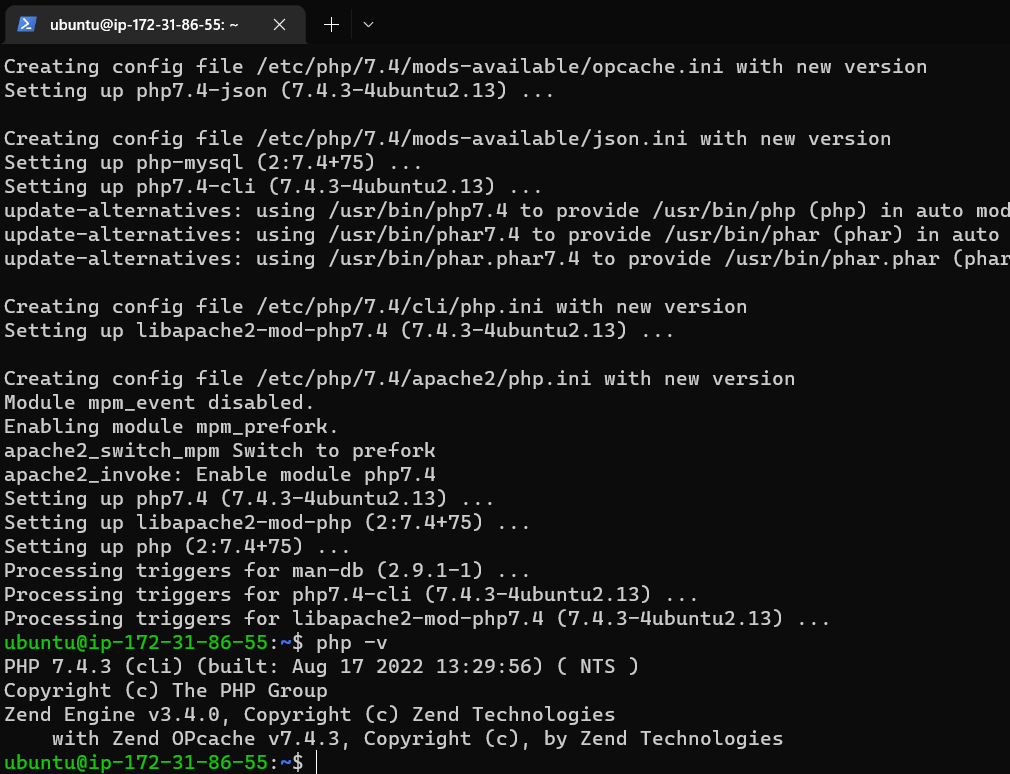 ubuntu@ip-172-31-86-55: ~
Creating config file /etc/php/7.4/mods-available/opcache.ini with new version
Setting up php7.4-json (7.4.3-4ubuntu2.13) ...
Creating config file /etc/php/7.4/mods-available/json.ini with new version
Setting up php-mysql (2:7.4+75) ...
Setting up php7.4-cli (7.4.3-4ubuntu2.13) ...
update-alternatives: using /usr/bin/php7.4 to provide /usr/bin/php (php) in auto mod
update-alternatives: using /usr/bin/phar7.4 to provide /usr/bin/phar (phar) in auto
update-alternatives: using /usr/bin/phar.phar7.4 to provide /usr/bin/phar.phar (phar
Creating config file /etc/php/7.4/cli/php.ini with new version
Setting up libapache2-mod-php7.4 (7.4.3-4ubuntu2.13) ...
Creating config file /etc/php/7.4/apache2/php.ini with new version
Module mpm_event disabled.
Enabling module mpm_prefork.
apache2_switch_mpm Switch to prefork
apache2_invoke: Enable module php7.4
Setting up php7.4 (7.4.3-4ubuntu2.13) ...
Setting up libapache2-mod-php (2:7.4+75) ...
Setting up php (2:7.4+75) ...
Processing triggers for man-db (2.9.1-1) ...
Processing triggers for php7.4-cli (7.4.3-4ubuntu2.13) ...
Processing triggers for libapache2-mod-php7.4 (7.4.3-4ubuntu2.13) ...
ubuntu@ip-172-31-86-55:~$ php -v
PHP 7.4.3 (cli) (built: Aug 17 2022 13:29:56) ( NTS )
Copyright (c) The PHP Group
Zend Engine v3.4.0, Copyright (c) Zend Technologies
    with Zend OPcache v7.4.3, Copyright (c), by Zend Technologies
ubuntu@ip-172-31-86-55:~$